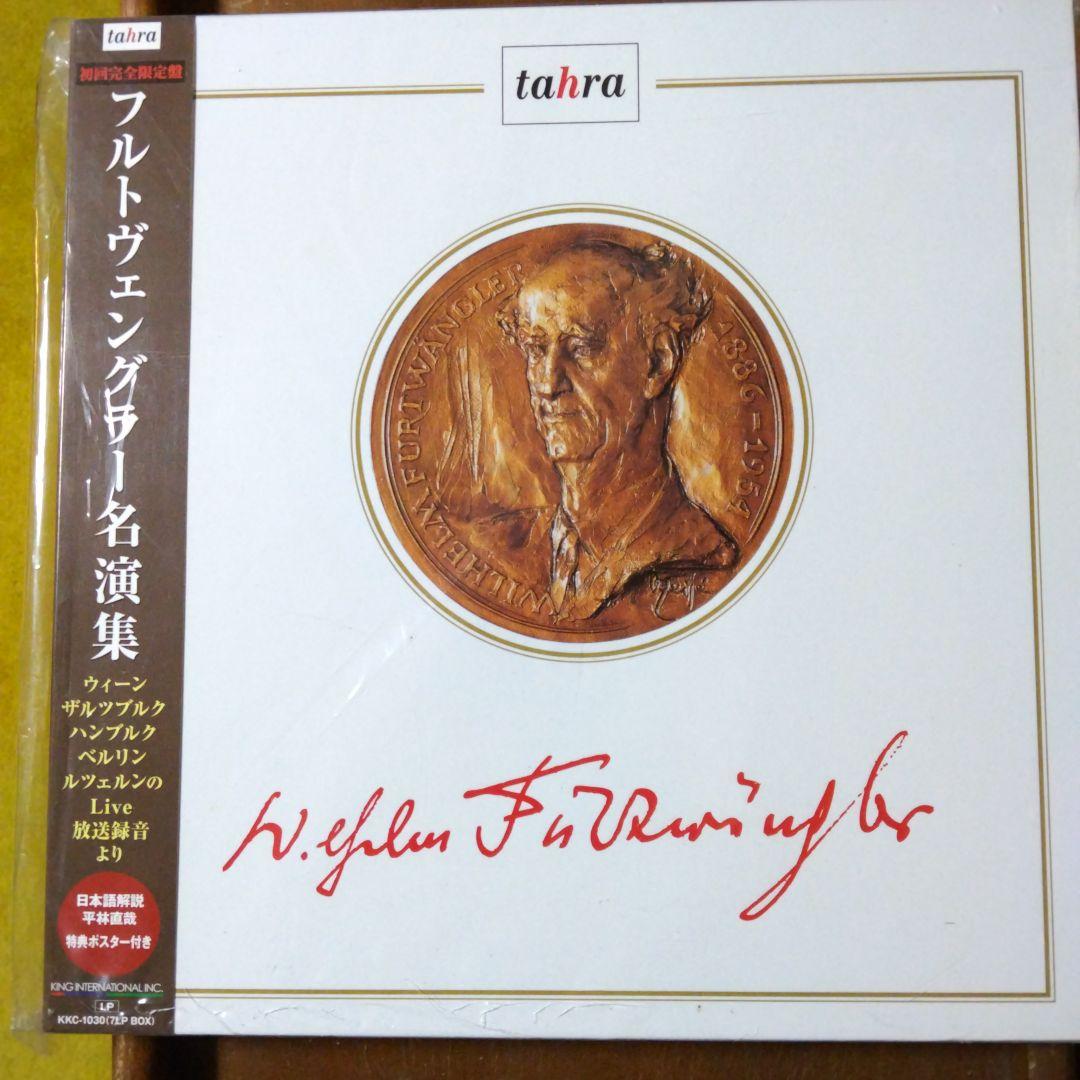 tahra
初回完全限定盤
フルトヴェングラー名演集
ウィーン
ザルツブルク
ハンブルク
ベルリン
ルツェルンの
Live
放送録音
より
日本語解説
平林直哉
特典ポスター付き
KING INTERNATIONAL INC.
LP
KKC-1030(7LP BOX)
tahra
WILHELM FURTWÄNGLER
1886-1954
Wilhelm Furtwängler